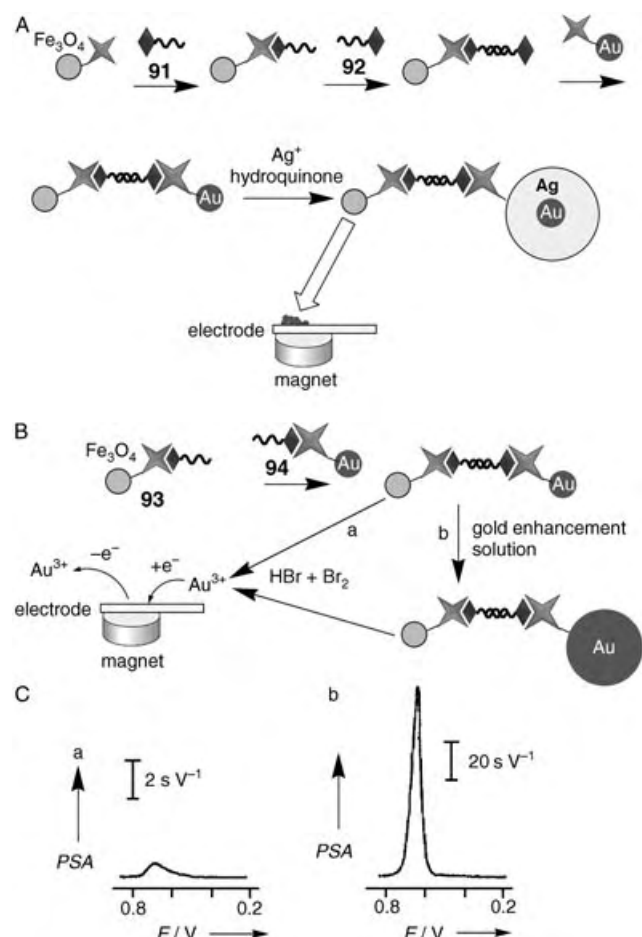 A
Fe₃O₄
91
92
Au
Au
Ag⁺
hydroquinone
Ag
Au
electrode
magnet
B
Fe₃O₄
93
94
Au
Au
a
b
gold enhancement
solution
Au³⁺
–e⁻
+e⁻
Au³⁺
HBr + Br₂
electrode
magnet
Au
C
a
2 s V⁻¹
PSA
0.8
0.2
E / V
b
20 s V⁻¹
PSA
0.8
0.2
E / V